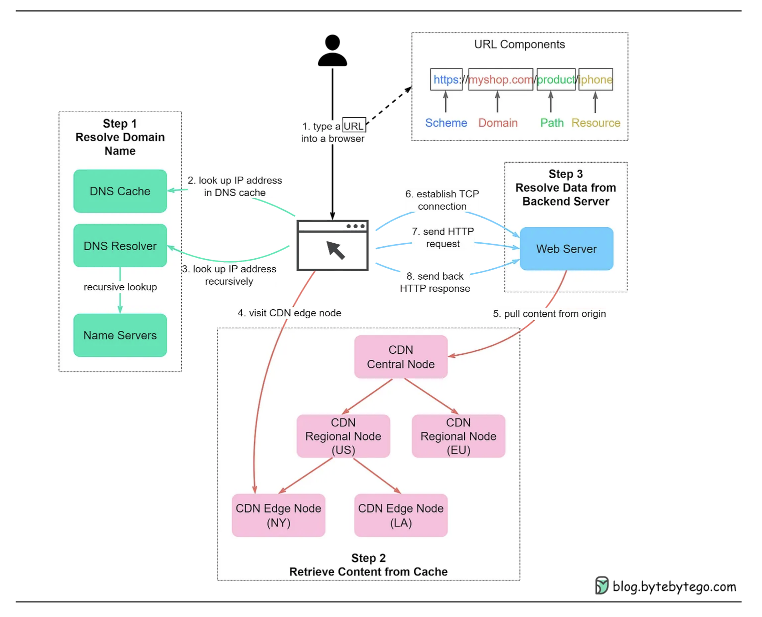 URL Components
https://myshop.com/product/iphone
Scheme Domain Path Resource
1. type a URL
into a browser
Step 1
Resolve Domain
Name
DNS Cache
DNS Resolver
recursive lookup
Name Servers
2. look up IP address
in DNS cache
3. look up IP address
recursively
4. visit CDN edge node
6. establish TCP
connection
7. send HTTP
request
8. send back
HTTP response
Step 3
Resolve Data from
Backend Server
Web Server
5. pull content from origin
CDN
Central Node
CDN
Regional Node
(US)
CDN
Regional Node
(EU)
CDN Edge Node
(NY)
CDN Edge Node
(LA)
Step 2
Retrieve Content from Cache
blog.bytebytego.com